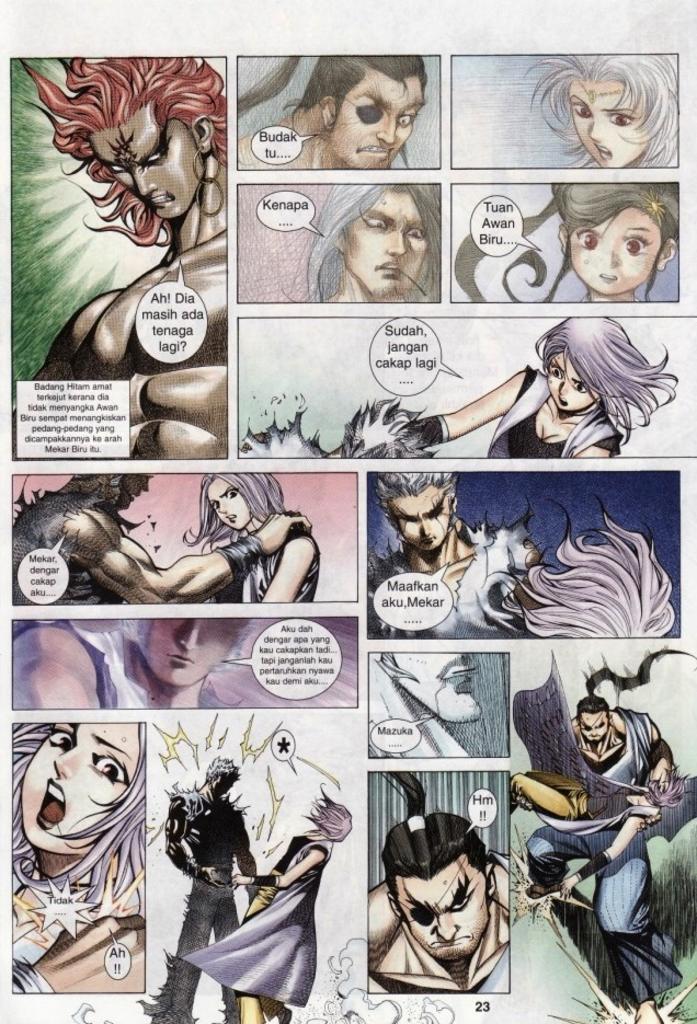 Ah! Dia
masih ada
tenaga
lagi?
Badang Hitam amat
terkejut kerana dia
tidak menyangka Awan
Biru sempat menangkiskan
pedang-pedang yang
dicampakkannya ke arah
Mekar Biru itu.
Budak
tu....
Kenapa
....
Tuan
Awan
Biru....
Sudah,
jangan
cakap lagi
....
Mekar,
dengar
cakap
aku....
Maafkan
aku,Mekar
.....
Aku dah
dengar apa yang
kau cakapkan tadi...
tapi janganlah kau
pertaruhkan nyawa
kau demi aku....
Mazuka
.....
Tidak
....
Ah
!!
*
Hm
!!
23